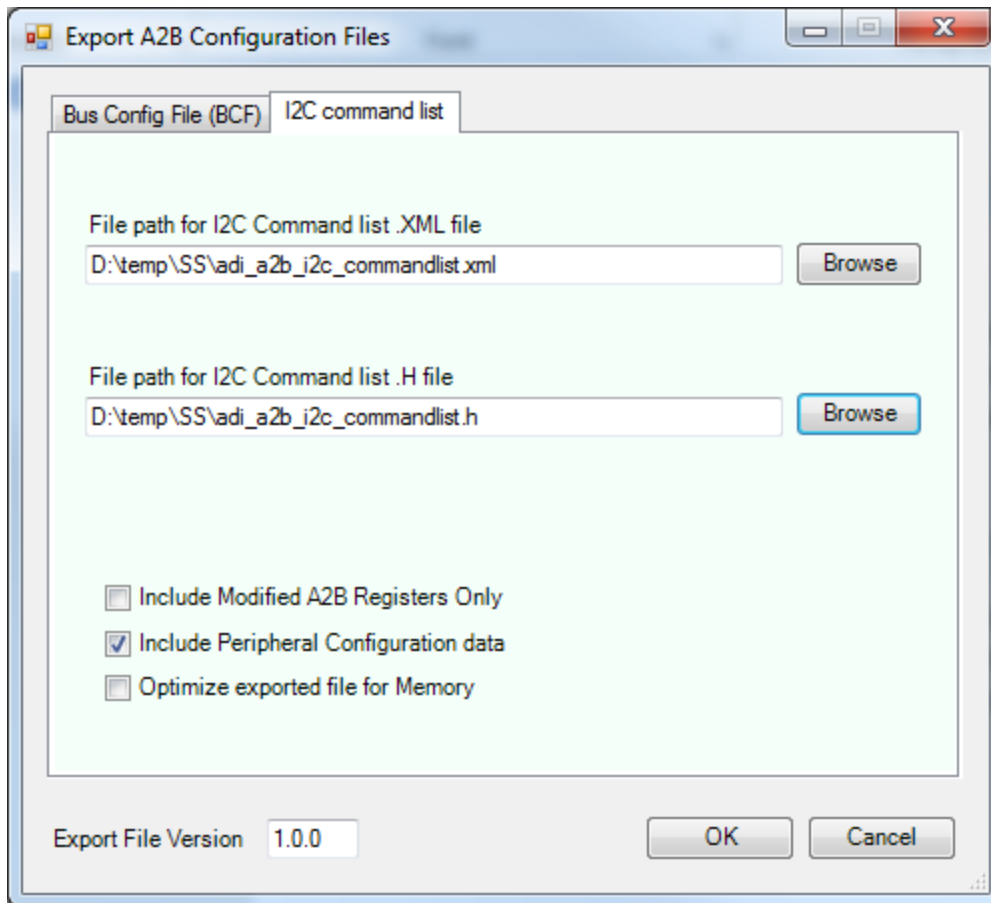 Export A2B Configuration Files
Bus Config File (BCF)
I2C command list
File path for I2C Command list .XML file
D:\temp\SS\adi_a2b_i2c_commandlist.xml
Browse
File path for I2C Command list .H file
D:\temp\SS\adi_a2b_i2c_commandlist.h
Browse
Include Modified A2B Registers Only
Include Peripheral Configuration data
Optimize exported file for Memory
Export File Version
1.0.0
OK
Cancel